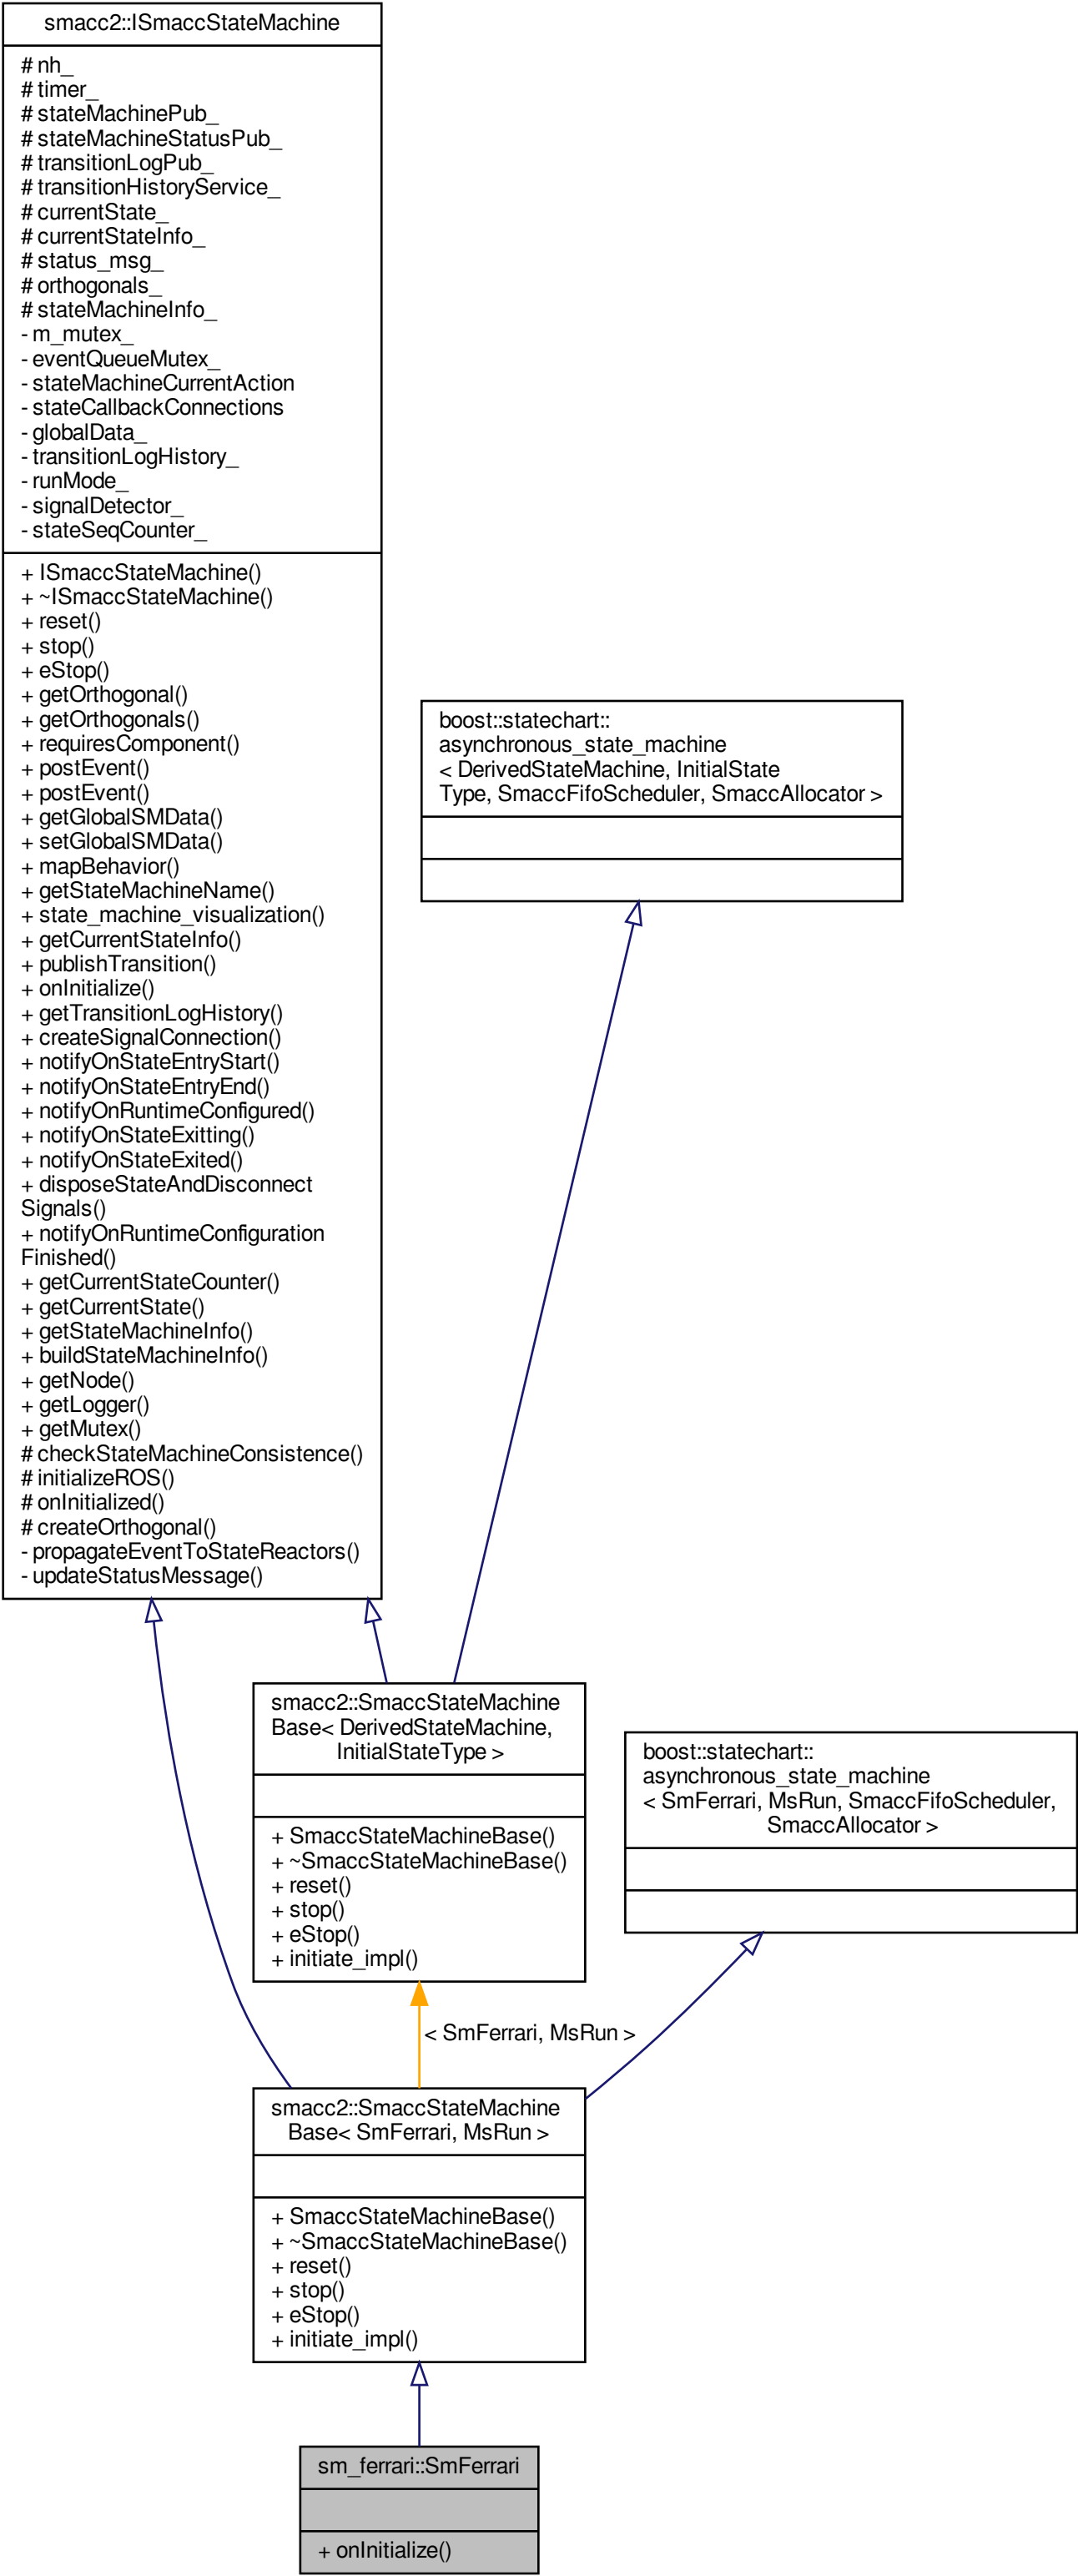 smacc2::ISmaccStateMachine
# nh_
# timer_
# stateMachinePub_
# stateMachineStatusPub_
# transitionLogPub_
# transitionHistoryService_
# currentState_
# currentStateInfo_
# status_msg_
# orthogonals_
# stateMachineInfo_
- m_mutex_
- eventQueueMutex_
- stateMachineCurrentAction
- stateCallbackConnections
- globalData_
- transitionLogHistory_
- runMode_
- signalDetector_
- stateSeqCounter_
+ ISmaccStateMachine()
+ ~ISmaccStateMachine()
+ reset()
+ stop()
+ eStop()
+ getOrthogonal()
+ getOrthogonals()
+ requiresComponent()
+ postEvent()
+ postEvent()
+ getGlobalSMData()
+ setGlobalSMData()
+ mapBehavior()
+ getStateMachineName()
+ state_machine_visualization()
+ getCurrentStateInfo()
+ publishTransition()
+ onInitialize()
+ getTransitionLogHistory()
+ createSignalConnection()
+ notifyOnStateEntryStart()
+ notifyOnStateEntryEnd()
+ notifyOnRuntimeConfigured()
+ notifyOnStateExitting()
+ notifyOnStateExited()
+ disposeStateAndDisconnect
Signals()
+ notifyOnRuntimeConfiguration
Finished()
+ getCurrentStateCounter()
+ getCurrentState()
+ getStateMachineInfo()
+ buildStateMachineInfo()
+ getNode()
+ getLogger()
+ getMutex()
# checkStateMachineConsistence()
# initializeROS()
# onInitialized()
# createOrthogonal()
- propagateEventToStateReactors()
- updateStatusMessage()
boost::statechart::
asynchronous_state_machine
< DerivedStateMachine, InitialState
Type, SmaccFifoScheduler, SmaccAllocator >
smacc2::SmaccStateMachine
Base< DerivedStateMachine,
InitialStateType >
+ SmaccStateMachineBase()
+ ~SmaccStateMachineBase()
+ reset()
+ stop()
+ eStop()
+ initiate_impl()
boost::statechart::
asynchronous_state_machine
< SmFerrari, MsRun, SmaccFifoScheduler,
SmaccAllocator >
< SmFerrari, MsRun >
smacc2::SmaccStateMachine
Base< SmFerrari, MsRun >
+ SmaccStateMachineBase()
+ ~SmaccStateMachineBase()
+ reset()
+ stop()
+ eStop()
+ initiate_impl()
sm_ferrari::SmFerrari
+ onInitialize()